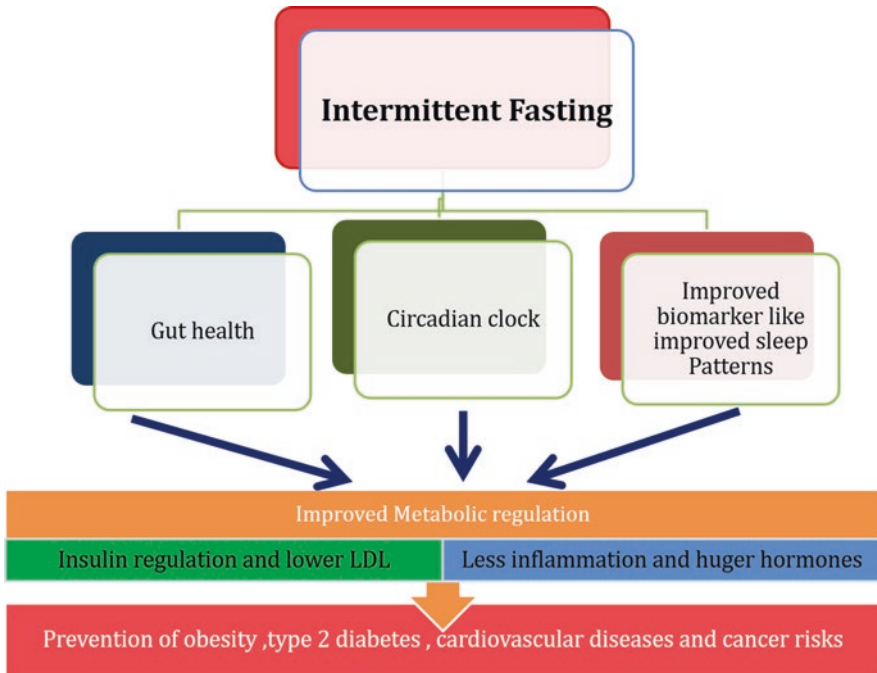 Intermittent Fasting
Gut health
Circadian clock
Improved
biomarker like
improved sleep
Patterns
Improved Metabolic regulation
Insulin regulation and lower LDL
Less inflammation and huger hormones
Prevention of obesity ,type 2 diabetes , cardiovascular diseases and cancer risks